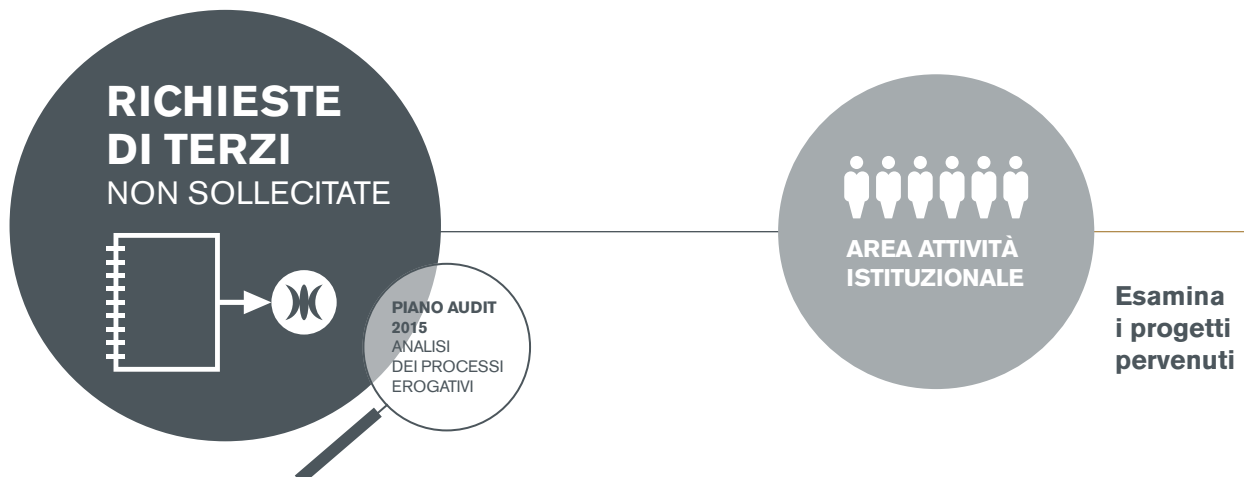 RICHIESTE
DI TERZI
NON SOLLECITATE
PIANO AUDIT
2015
ANALISI
DEI PROCESSI
EROGATIVI
AREA ATTIVITÀ
ISTITUZIONALE
Esamina
i progetti
pervenuti